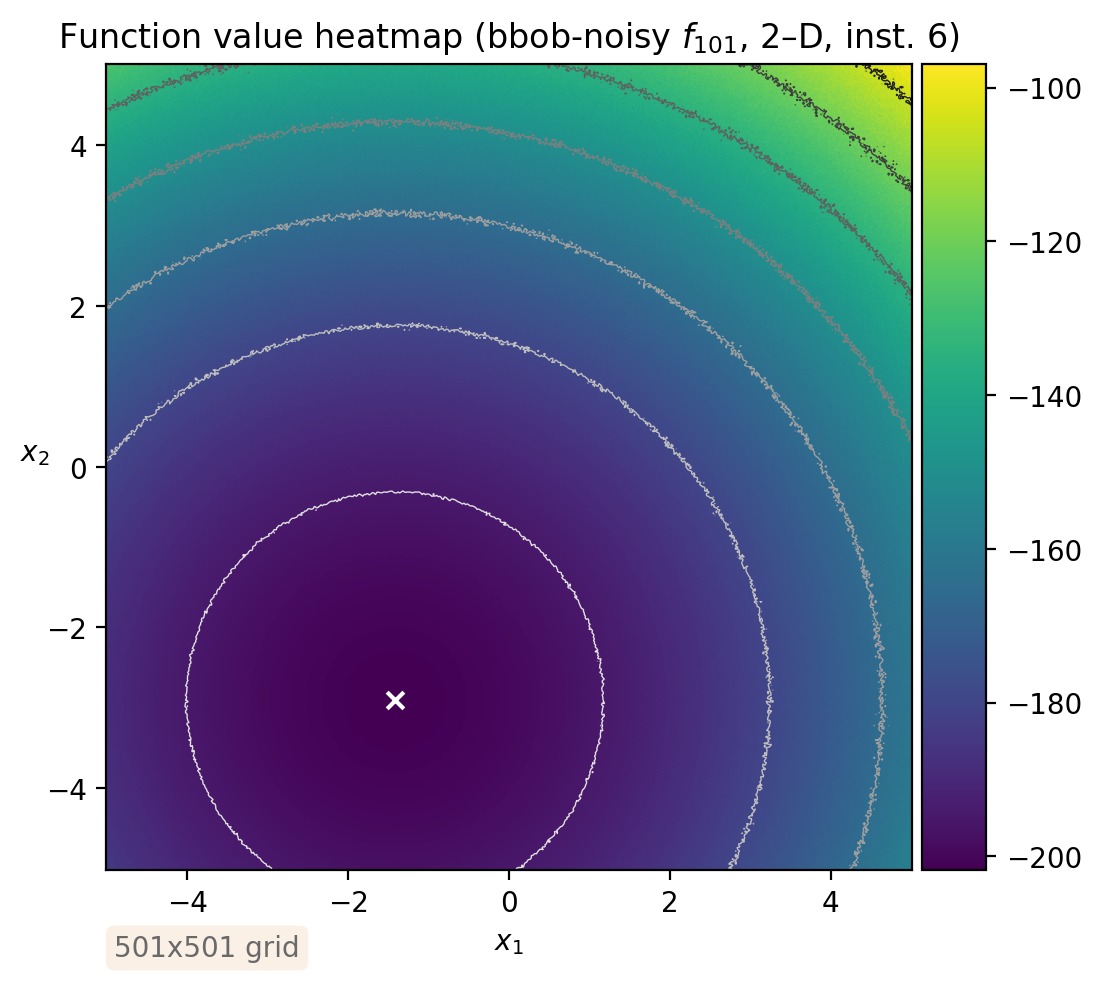 Function value heatmap (bbob-noisy f₁₀₁, 2–D, inst. 6)
4
2
0
−2
−4
x₂
−4 −2 0 2 4
x₁
−100
−120
−140
−160
−180
−200
501x501 grid